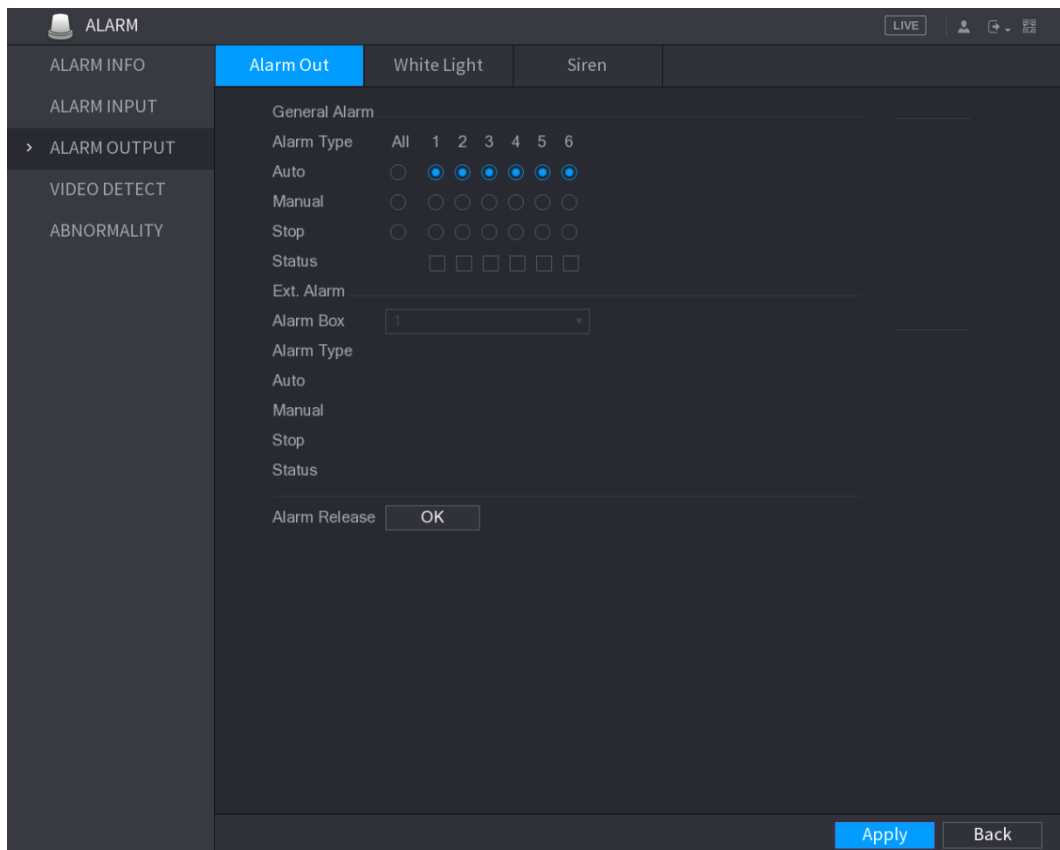 ALARM
LIVE
ALARM INFO
ALARM INPUT
ALARM OUTPUT
VIDEO DETECT
ABNORMALITY
Alarm Out White Light Siren
General Alarm
Alarm Type All 1 2 3 4 5 6
Auto
Manual
Stop
Status
Ext. Alarm
Alarm Box 1
Alarm Type
Auto
Manual
Stop
Status
Alarm Release OK
Apply Back